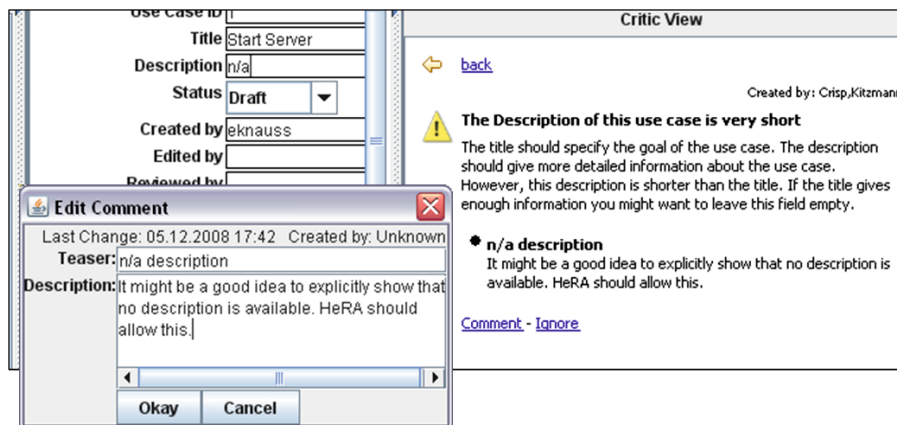 Use Case ID
Title Start Server
Description n/a
Status Draft
Created by eknauss
Edited by
Reviewed by
Edit Comment
Last Change: 05.12.2008 17:42 Created by: Unknown
Teaser: n/a description
Description: It might be a good idea to explicitly show that
no description is available. HeRA should
allow this.
Okay Cancel
Critic View
back
Created by: Crisp,Kitzmann
The Description of this use case is very short
The title should specify the goal of the use case. The description
should give more detailed information about the use case.
However, this description is shorter than the title. If the title gives
enough information you might want to leave this field empty.
n/a description
It might be a good idea to explicitly show that no description is
available. HeRA should allow this.
Comment - Ignore